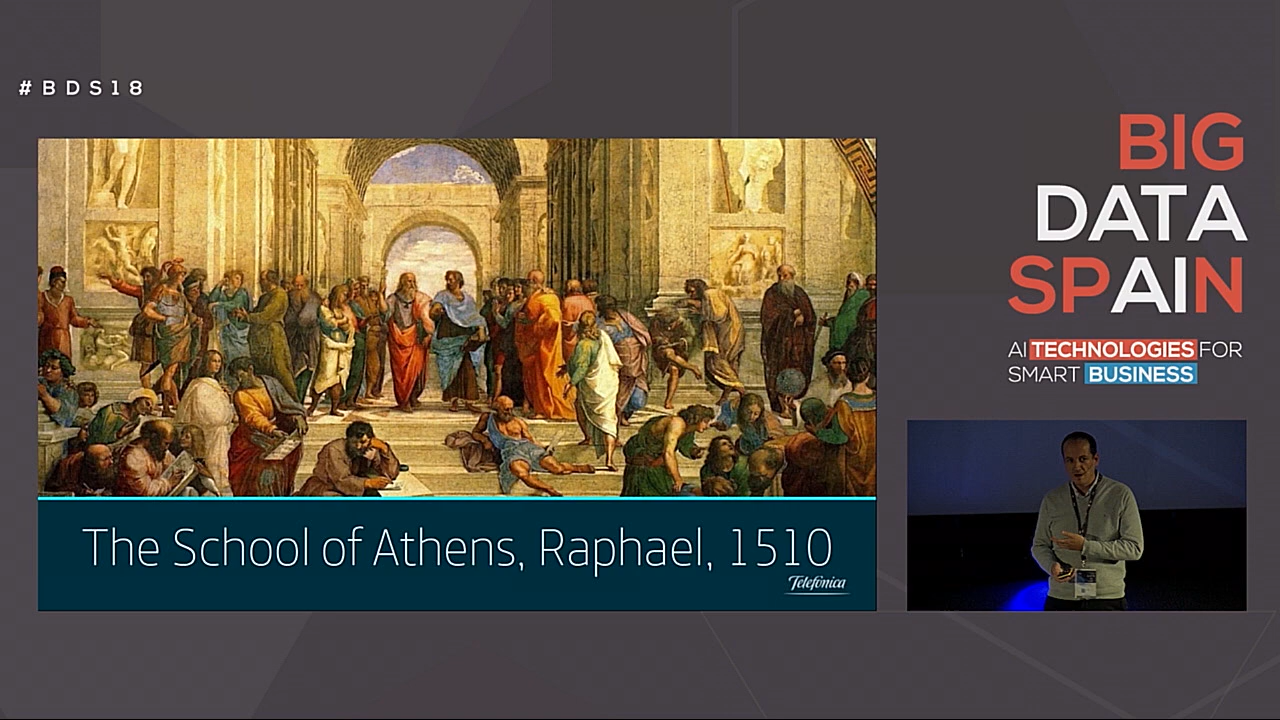 #BDS18
BIG
DATA
SPAIN
AI TECHNOLOGIES FOR
SMART BUSINESS
The School of Athens, Raphael, 1510
Telefónica